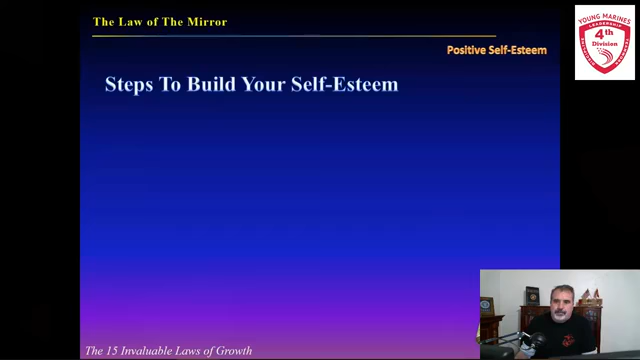 The Law of The Mirror
Positive Self-Esteem
Steps To Build Your Self-Esteem
The 15 Invaluable Laws of Growth
YOUNG MARINES
LEADERSHIP
4th
Division